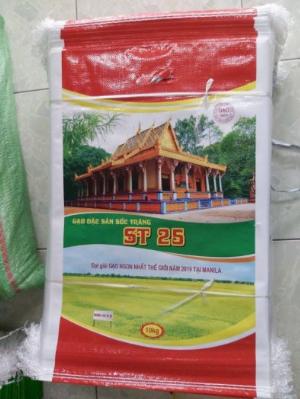 GẠO ĐẶC SẢN SÓC TRĂNG
ST 25
Đạt giải GẠO NGON NHẤT THẾ GIỚI NĂM 2019 TẠI MANILA
10KG